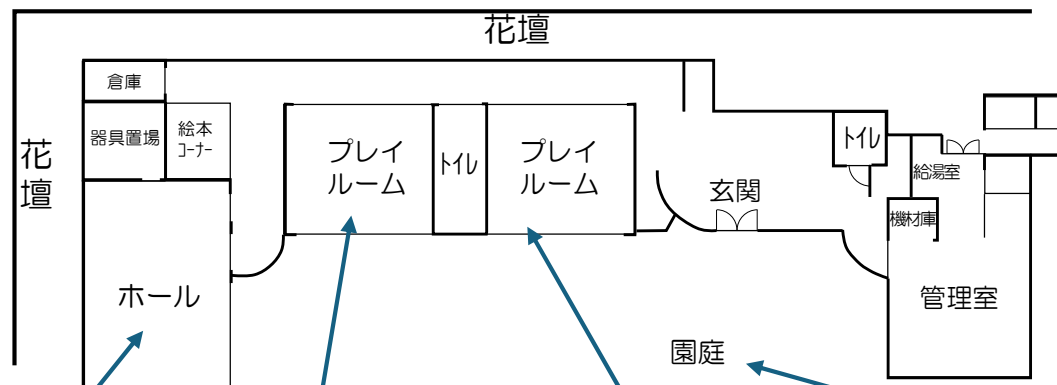 花壇
倉庫
器具置場
絵本
コーナー
プレイ
ルーム
トイレ
プレイ
ルーム
トイレ
給湯室
花
壇
玄関
機材庫
ホール
管理室
園庭